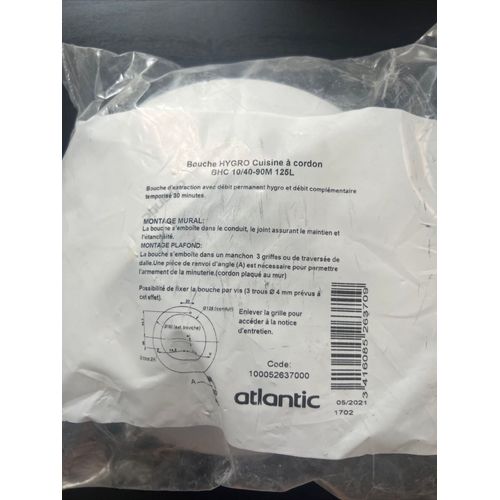 Bouche HYGRO Cuisine à cordon
BHC 10/40-90M 125L
Bouche d'extraction avec débit permanent hygro et débit complémentaire
temporisé 30 minutes.
MONTAGE MURAL:
La bouche s'emboîte dans le conduit, le joint assurant le maintien et
l'étanchéité.
MONTAGE PLAFOND:
La bouche s'emboîte dans un manchon 3 griffes ou de traversée de
dalle.Une pièce de renvoi d'angle (A) est nécessaire pour permettre
l'armement de la minuterie.(cordon plaqué au mur)
Possibilité de fixer la bouche par vis (3 trous Ø 4 mm prévus à
cet effet).
Enlever la grille pour
accéder à la notice
d'entretien.
A
Code:
100052637000
atlantic
3 416085 263709
05/2021
1702